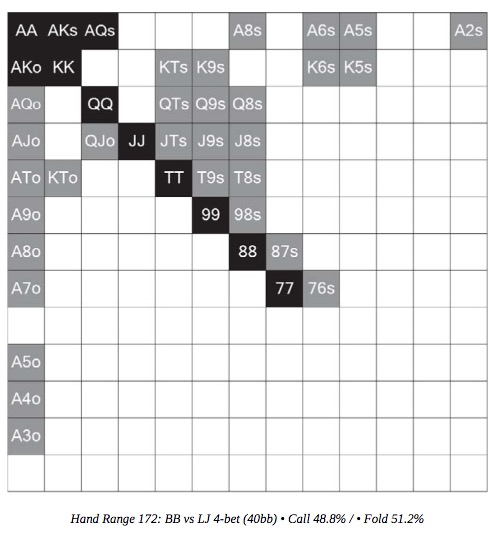 AA AKs AQs A8s A6s A5s A2s
AKo KK KTs K9s K6s K5s
AQo QQ QTs Q9s Q8s
AJo QJo JJ JTs J9s J8s
ATo KTo TT T9s T8s
A9o 99 98s
A8o 88 87s
A7o 77 76s
A5o
A4o
A3o
Hand Range 172: BB vs LJ 4-bet (40bb) • Call 48.8% / • Fold 51.2%